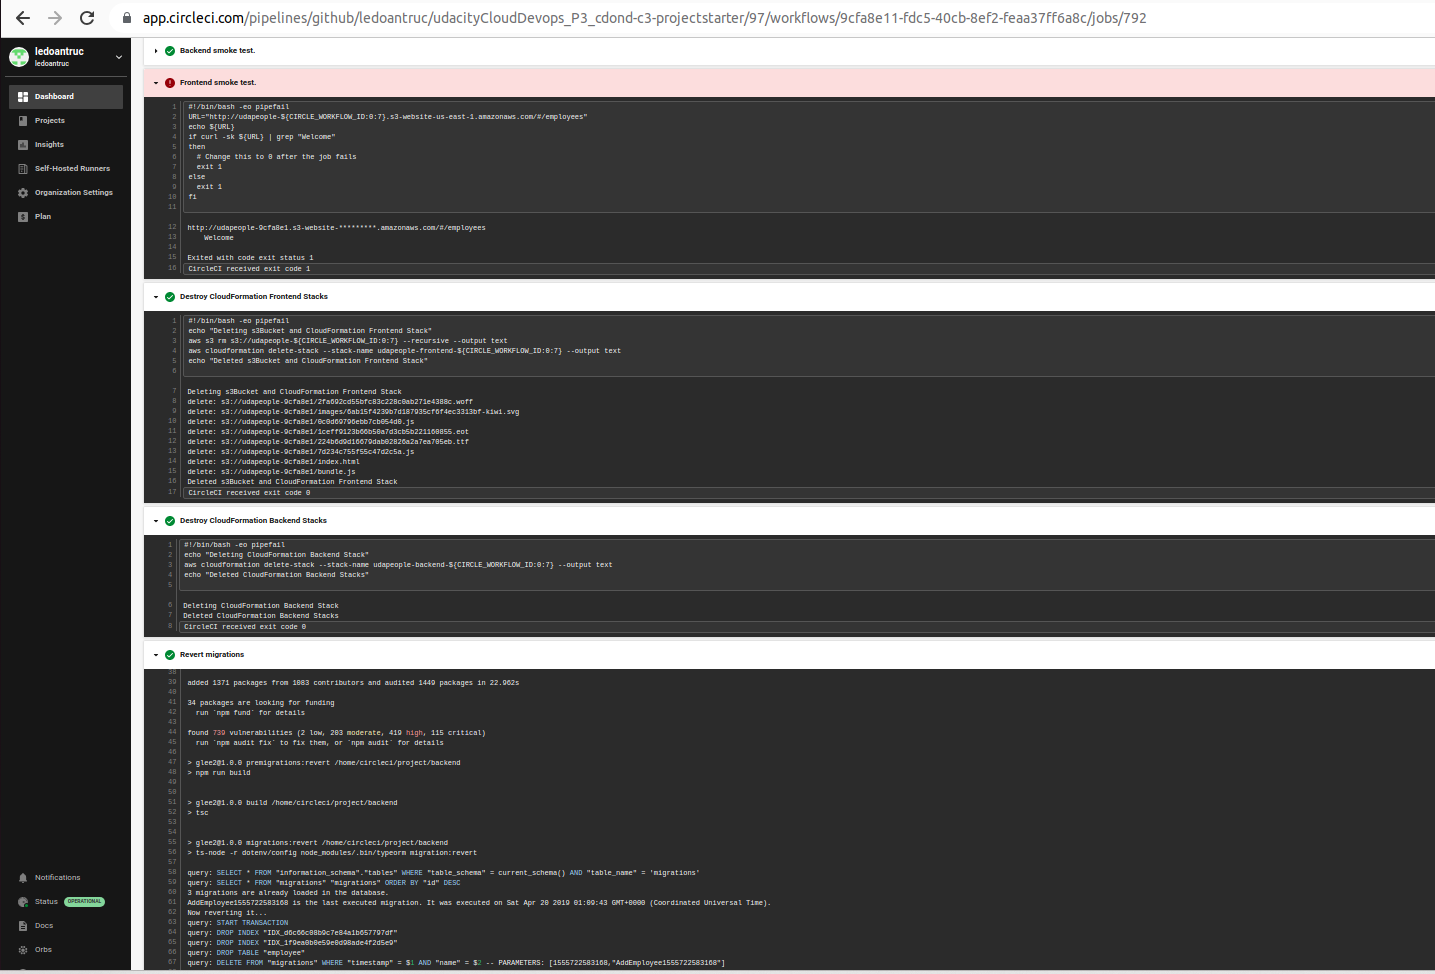 app.circleci.com/pipelines/github/ledoantruc/udacityCloudDevops_P3_cdond-c3-projectstarter/97/workflows/9cfa8e11-fdc5-40cb-8ef2-feaa37ff6a8c/jobs/792
ledoantruc
ledoantruc
Dashboard
Projects
Insights
Self-Hosted Runners
Organization Settings
Plan
Notifications
Status OPERATIONAL
Docs
Orbs
Backend smoke test.
Frontend smoke test.
1 #!/bin/bash -eo pipefail
2 URL="http://udapeople-${CIRCLE_WORKFLOW_ID:0:7}.s3-website-us-east-1.amazonaws.com/#/employees"
3 echo ${URL}
4 if curl -sk ${URL} | grep "Welcome"
5 then
6 # Change this to 0 after the job fails
7 exit 1
8 else
9 exit 1
10 fi
11
12 http://udapeople-9cfa8e1.s3-website-*********.amazonaws.com/#/employees
13 Welcome
14
15 Exited with code exit status 1
16 CircleCI received exit code 1
Destroy CloudFormation Frontend Stacks
1 #!/bin/bash -eo pipefail
2 echo "Deleting s3Bucket and CloudFormation Frontend Stack"
3 aws s3 rm s3://udapeople-${CIRCLE_WORKFLOW_ID:0:7} --recursive --output text
4 aws cloudformation delete-stack --stack-name udapeople-frontend-${CIRCLE_WORKFLOW_ID:0:7} --output text
5 echo "Deleted s3Bucket and CloudFormation Frontend Stack"
6
7 Deleting s3Bucket and CloudFormation Frontend Stack
8 delete: s3://udapeople-9cfa8e1/2fa692cd55bfc83c228c0ab271e4388c.woff
9 delete: s3://udapeople-9cfa8e1/images/6ab15f4239b7d187935cf6f4ec3313bf-kiwi.svg
10 delete: s3://udapeople-9cfa8e1/0c0d69796ebb7cb054d0.js
11 delete: s3://udapeople-9cfa8e1/1ceff9123b66b50a7d3cb5b221160855.eot
12 delete: s3://udapeople-9cfa8e1/224b6d9d16679dab02826a2a7ea705eb.ttf
13 delete: s3://udapeople-9cfa8e1/7d234c755f55c47d2c5a.js
14 delete: s3://udapeople-9cfa8e1/index.html
15 delete: s3://udapeople-9cfa8e1/bundle.js
16 Deleted s3Bucket and CloudFormation Frontend Stack
17 CircleCI received exit code 0
Destroy CloudFormation Backend Stacks
1 #!/bin/bash -eo pipefail
2 echo "Deleting CloudFormation Backend Stack"
3 aws cloudformation delete-stack --stack-name udapeople-backend-${CIRCLE_WORKFLOW_ID:0:7} --output text
4 echo "Deleted CloudFormation Backend Stacks"
5
6 Deleting CloudFormation Backend Stack
7 Deleted CloudFormation Backend Stacks
8 CircleCI received exit code 0
Revert migrations
38
39 added 1371 packages from 1083 contributors and audited 1449 packages in 22.962s
40
41 34 packages are looking for funding
42 run `npm fund` for details
43
44 found 739 vulnerabilities (2 low, 203 moderate, 419 high, 115 critical)
45 run `npm audit fix` to fix them, or `npm audit` for details
46
47 > glee2@1.0.0 premigrations:revert /home/circleci/project/backend
48 > npm run build
49
50
51 > glee2@1.0.0 build /home/circleci/project/backend
52 > tsc
53
54
55 > glee2@1.0.0 migrations:revert /home/circleci/project/backend
56 > ts-node -r dotenv/config node_modules/.bin/typeorm migration:revert
57
58 query: SELECT * FROM "information_schema"."tables" WHERE "table_schema" = current_schema() AND "table_name" = 'migrations'
59 query: SELECT * FROM "migrations" "migrations" ORDER BY "id" DESC
60 3 migrations are already loaded in the database.
61 AddEmployee1555722583168 is the last executed migration. It was executed on Sat Apr 20 2019 01:09:43 GMT+0000 (Coordinated Universal Time).
62 Now reverting it...
63 query: START TRANSACTION
64 query: DROP INDEX "IDX_d6c66c08b9c7e84a1b657797df"
65 query: DROP INDEX "IDX_1f9ea0b0e59e0d98ade4f2d5e9"
66 query: DROP TABLE "employee"
67 query: DELETE FROM "migrations" WHERE "timestamp" = $1 AND "name" = $2 -- PARAMETERS: [1555722583168,"AddEmployee1555722583168"]